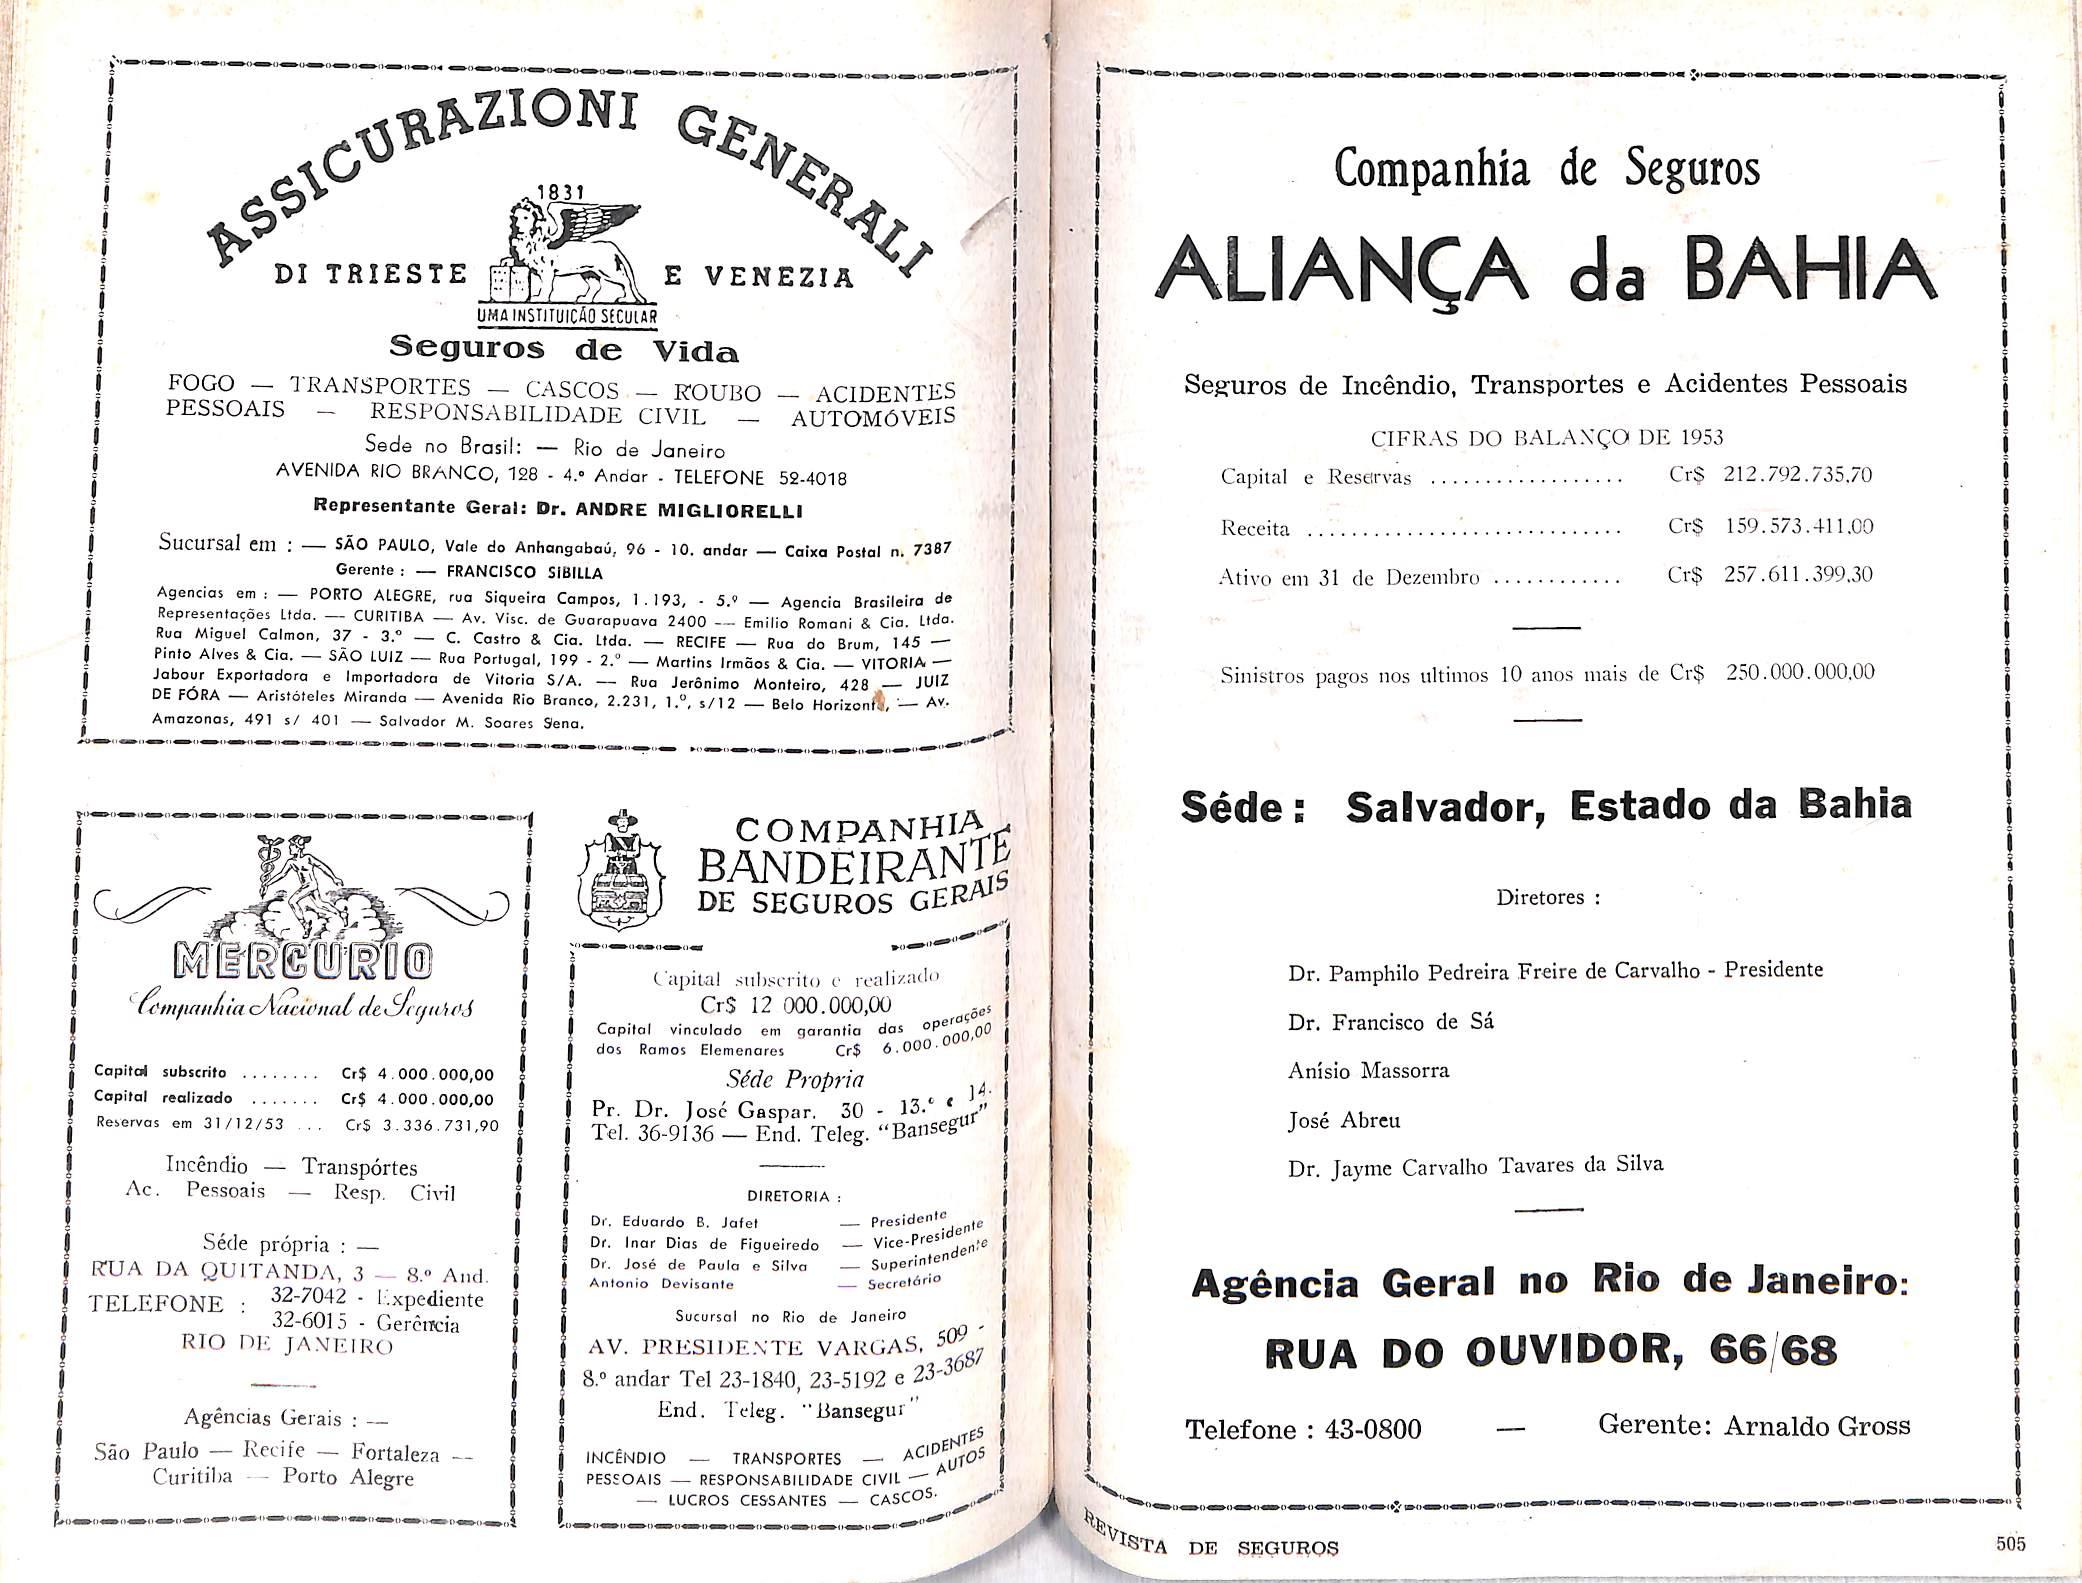 ASSICURAZIONI GENERALI
1831
DI TRIESTE E VENEZIA
UMA INSTITUIÇÃO SECULAR
Seguros de Vida
FOGO — TRANSPORTES — CASCOS — ROUBO — ACIDENTES
PESSOAIS — RESPONSABILIDADE CIVIL — AUTOMÓVEIS
Sede no Brasil: — Rio de Janeiro
AVENIDA RIO BRANCO, 128 - 4.º Andar - TELEFONE 52-4018
Representante Geral: Dr. ANDRE MIGLIORELLI
Sucursal em : — SÃO PAULO, Vale do Anhangabaú, 96 - 10. andar — Caixa Postal n. 7387
Gerente : — FRANCISCO SIBILLA
Agencias em : — PORTO ALEGRE, rua Siqueira Campos, 1.193, - 5.º — Agencia Brasileira de
Representações Ltda. — CURITIBA — Av. Visc. de Guarapuava 2400 — Emilio Romani & Cia. Ltda.
Rua Miguel Calmon, 37 - 3.º — C. Castro & Cia. Ltda. — RECIFE — Rua do Brum, 145 —
Pinto Alves & Cia. — SÃO LUIZ — Rua Portugal, 199 - 2.º — Martins Irmãos & Cia. — VITORIA —
Jabour Exportadora e Importadora de Vitoria S/A. — Rua Jerônimo Monteiro, 428 — JUIZ
DE FÓRA — Aristóteles Miranda — Avenida Rio Branco, 2.231, 1.º, s/12 — Belo Horizonte, — Av.
Amazonas, 491 s/ 401 — Salvador M. Soares Sena.
MERCURIO
Companhia Nacional de Seguros
Capital subscrito ........ Cr$ 4.000.000,00
Capital realizado ....... Cr$ 4.000.000,00
Reservas em 31/12/53 ... Cr$ 3.336.731,90
Incêndio — Transpórtes
Ac. Pessoais — Resp. Civil
Séde própria : —
RUA DA QUITANDA, 3 — 8.º And.
TELEFONE : 32-7042 - Expediente
32-6015 - Gerência
RIO DE JANEIRO
Agências Gerais : —
São Paulo — Recife — Fortaleza —
Curitiba — Porto Alegre
COMPANHIA
BANDEIRANTE
DE SEGUROS GERAIS
Capital subscrito e realizado
Cr$ 12 000.000,00
Capital vinculado em garantia das operações
dos Ramos Elemenares Cr$ 6.000.000,00
Séde Propria
Pr. Dr. José Gaspar. 30 - 13.º e 14.
Tel. 36-9136 — End. Teleg. "Bansegur"
DIRETORIA :
Dr. Eduardo B. Jafet — Presidente
Dr. Inar Dias de Figueiredo — Vice-Presidente
Dr. José de Paula e Silva — Superintendente
Antonio Devisante — Secretário
Sucursal no Rio de Janeiro
AV. PRESIDENTE VARGAS, 509 -
8.º andar Tel 23-1840, 23-5192 e 23-3687
End. Teleg. "Bansegur"
INCÊNDIO — TRANSPORTES — ACIDENTES
PESSOAIS — RESPONSABILIDADE CIVIL — AUTOS
— LUCROS CESSANTES — CASCOS.
Companhia de Seguros
ALIANÇA da BAHIA
Seguros de Incêndio, Transportes e Acidentes Pessoais
CIFRAS DO BALANÇO DE 1953
Capital e Reservas .................. Cr$ 212.792.735,70
Receita ............................. Cr$ 159.573.411,00
Ativo em 31 de Dezembro ............ Cr$ 257.611.399,30
Sinistros pagos nos ultimos 10 anos mais de Cr$ 250.000.000,00
Séde : Salvador, Estado da Bahia
Diretores :
Dr. Pamphilo Pedreira Freire de Carvalho - Presidente
Dr. Francisco de Sá
Anísio Massorra
José Abreu
Dr. Jayme Carvalho Tavares da Silva
Agência Geral no Rio de Janeiro:
RUA DO OUVIDOR, 66/68
Telefone : 43-0800 — Gerente: Arnaldo Gross
REVISTA DE SEGUROS
505